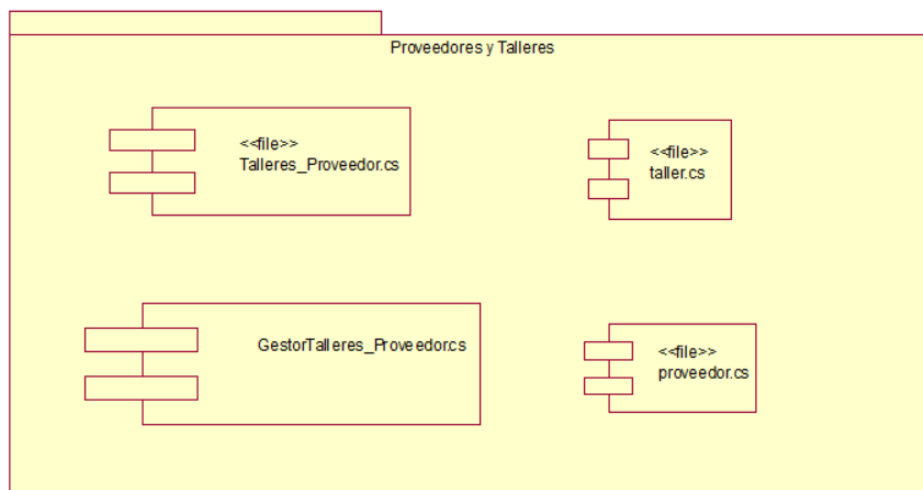 Proveedores y Talleres
<<file>>
Talleres_Proveedor.cs
<<file>>
taller.cs
GestorTalleres_Proveedor.cs
<<file>>
proveedor.cs